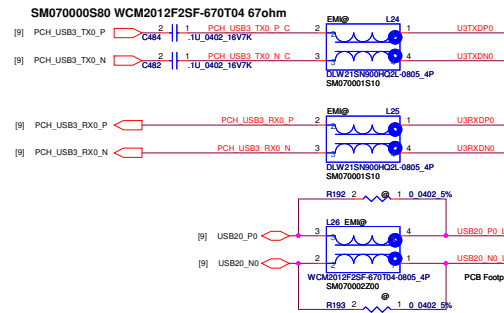 SM070000S80 WCM2012F2SF-670T04 67ohm
EMI@ L24
[9] PCH_USB3_TX0_P 2 1 PCH_USB3_TX0_P_C 2 1 U3TXDP0
C484 .1U_0402_16V7K
[9] PCH_USB3_TX0_N 2 1 PCH_USB3_TX0_N_C 3 4 U3TXDN0
C482 .1U_0402_16V7K
DLW21SN900HQ2L-0805_4P
SM070001S10
EMI@ L25
[9] PCH_USB3_RX0_P PCH_USB3_RX0_P 2 1 U3RXDP0
[9] PCH_USB3_RX0_N PCH_USB3_RX0_N 3 4 U3RXDN0
DLW21SN900HQ2L-0805_4P
SM070001S10
R192 2 @ 1 0_0402_5%
L26 EMI@
[9] USB20_P0 3 4 USB20_P0_L
[9] USB20_N0 2 1 USB20_N0_L
WCM2012F2SF-670T04-0805_4P PCB Footp
SM070002Z00
@
R193 2 1 0_0402_5%